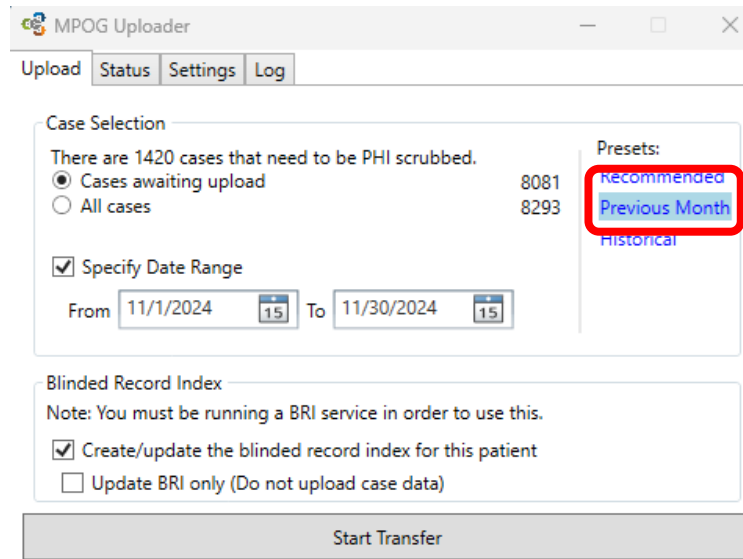 MPOG Uploader
Upload Status Settings Log
Case Selection
There are 1420 cases that need to be PHI scrubbed.
Cases awaiting upload 8081
All cases 8293
Presets:
Recommended
Previous Month
Historical
Specify Date Range
From 11/1/2024 15 To 11/30/2024 15
Blinded Record Index
Note: You must be running a BRI service in order to use this.
Create/update the blinded record index for this patient
Update BRI only (Do not upload case data)
Start Transfer